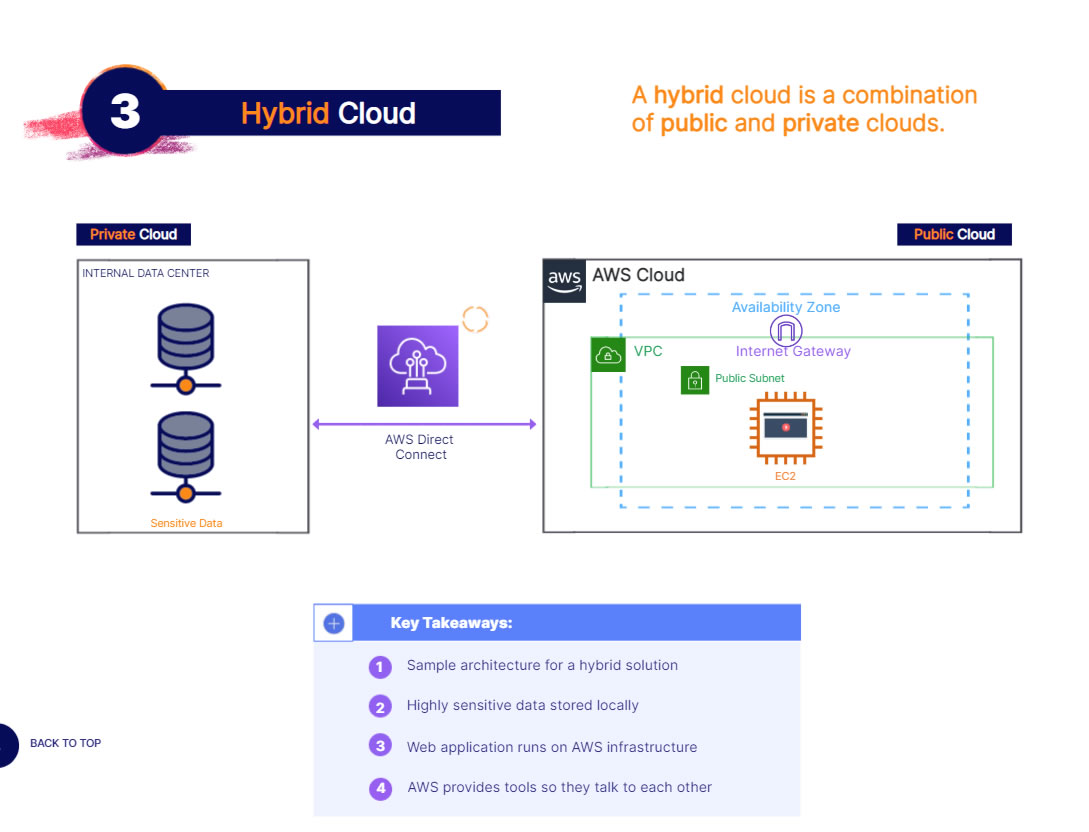 3
Hybrid Cloud
A hybrid cloud is a combination
of public and private clouds.
Private Cloud
Public Cloud
INTERNAL DATA CENTER
Sensitive Data
AWS Direct
Connect
aws
AWS Cloud
Availability Zone
Internet Gateway
VPC
Public Subnet
EC2
Key Takeaways:
1 Sample architecture for a hybrid solution
2 Highly sensitive data stored locally
3 Web application runs on AWS infrastructure
4 AWS provides tools so they talk to each other
BACK TO TOP